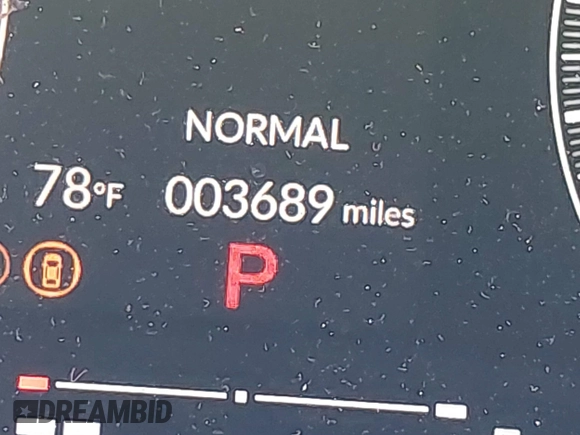 NORMAL
78°F 003689 miles
P
DREAMBID